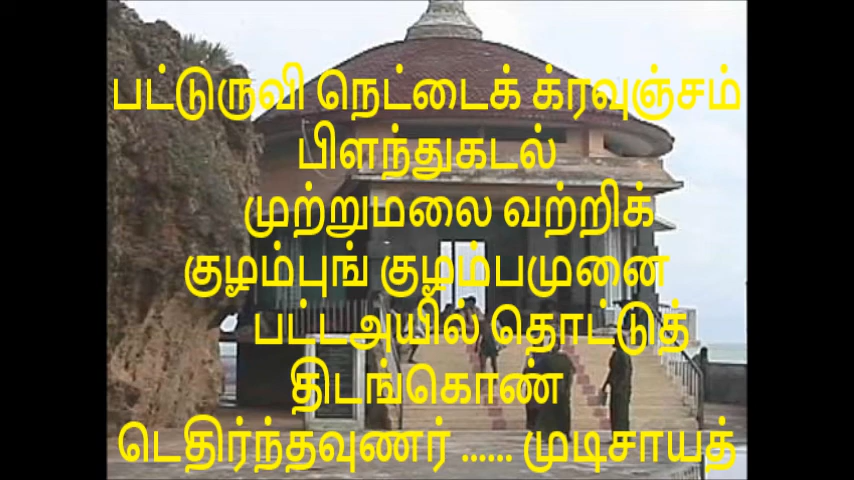 பட்டுருவி நெட்டைக் க்ரவுஞ்சம்
பிளந்துகடல்
முற்றுமலை வற்றிக்
குழம்புங் குழம்பமுனை
பட்டஅயில் தொட்டுத்
திடங்கொண்
டெதிர்ந்தவுணர் ...... முடிசாயத்